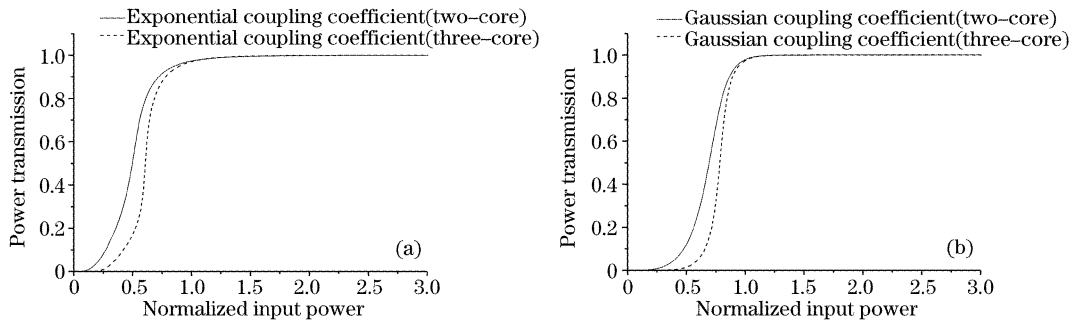 Exponential coupling coefficient(two–core)
Exponential coupling coefficient(three–core)
1.0
0.8
0.6
0.4
0.2
0
Power transmission
(a)
0 0.5 1.0 1.5 2.0 2.5 3.0
Normalized input power
Gaussian coupling coefficient(two–core)
Gaussian coupling coefficient(three–core)
1.0
0.8
0.6
0.4
0.2
0
Power transmission
(b)
0 0.5 1.0 1.5 2.0 2.5 3.0
Normalized input power